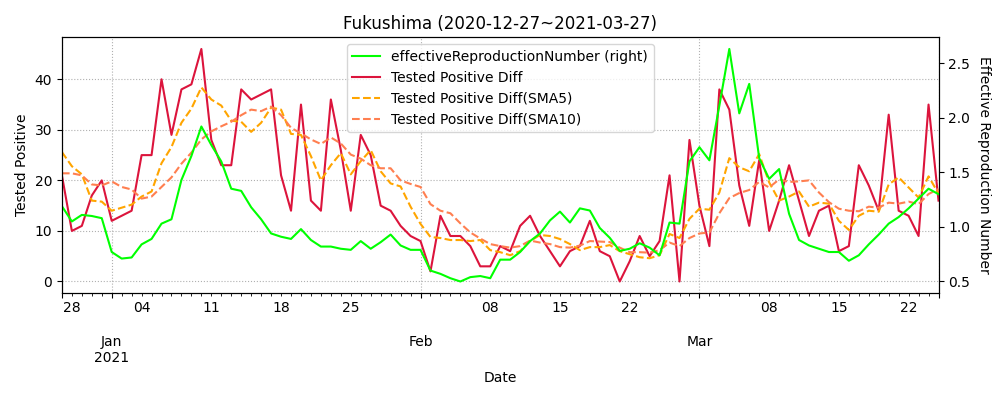 Fukushima (2020-12-27~2021-03-27)
effectiveReproductionNumber (right)
Tested Positive Diff
Tested Positive Diff(SMA5)
Tested Positive Diff(SMA10)
Tested Positive
40
30
20
10
0
2.5
2.0
1.5
1.0
0.5
Effective Reproduction Number
28 04 11 18 25 08 15 22 08 15 22
Jan Feb Mar
2021
Date